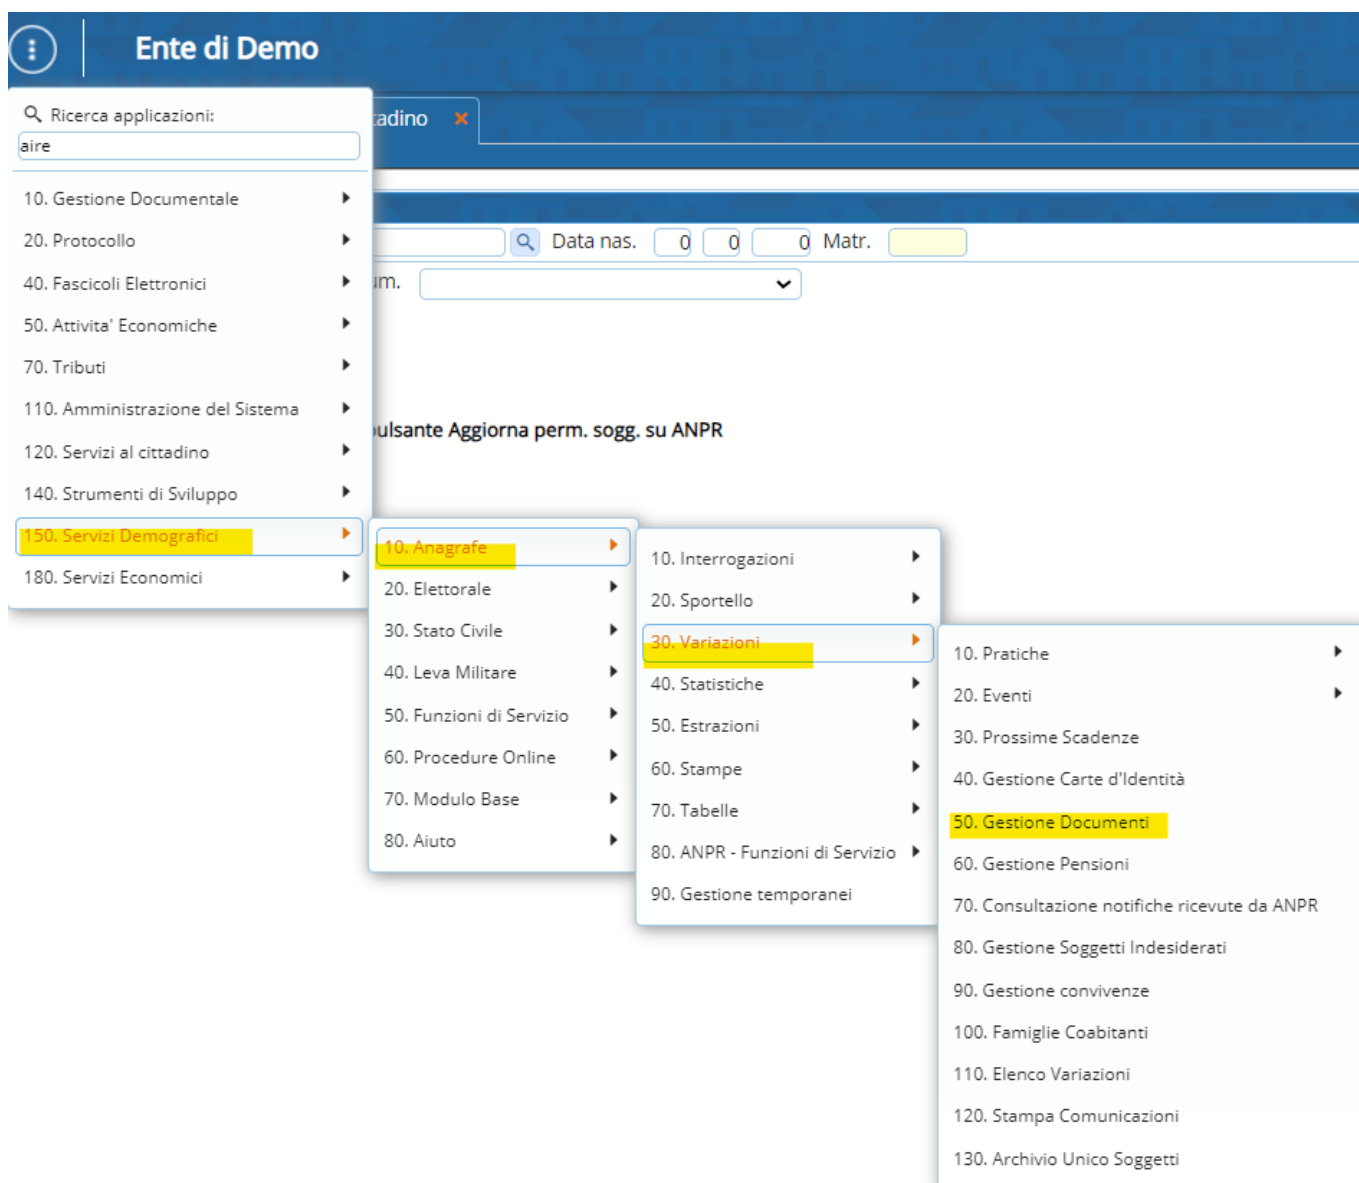 Ente di Demo
Ricerca applicazioni:
tadino
aire
10. Gestione Documentale
20. Protocollo
Data nas. 0 0 0 Matr.
40. Fascicoli Elettronici
um.
50. Attivita' Economiche
70. Tributi
110. Amministrazione del Sistema
ulsante Aggiorna perm. sogg. su ANPR
120. Servizi al cittadino
140. Strumenti di Sviluppo
150. Servizi Demografici
180. Servizi Economici
10. Anagrafe
20. Elettorale
30. Stato Civile
40. Leva Militare
50. Funzioni di Servizio
60. Procedure Online
70. Modulo Base
80. Aiuto
10. Interrogazioni
20. Sportello
30. Variazioni
40. Statistiche
50. Estrazioni
60. Stampe
70. Tabelle
80. ANPR - Funzioni di Servizio
90. Gestione temporanei
10. Pratiche
20. Eventi
30. Prossime Scadenze
40. Gestione Carte d'Identità
50. Gestione Documenti
60. Gestione Pensioni
70. Consultazione notifiche ricevute da ANPR
80. Gestione Soggetti Indesiderati
90. Gestione convivenze
100. Famiglie Coabitanti
110. Elenco Variazioni
120. Stampa Comunicazioni
130. Archivio Unico Soggetti